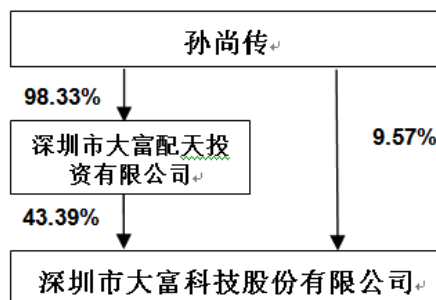 孙尚传
98.33%
9.57%
深圳市大富配天投
资有限公司
43.39%
深圳市大富科技股份有限公司